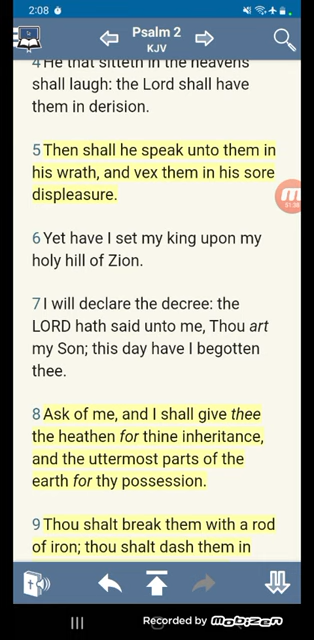 2:08
Psalm 2
KJV
4 He that sitteth in the heavens
shall laugh: the Lord shall have
them in derision.
5 Then shall he speak unto them in
his wrath, and vex them in his sore
displeasure.
6 Yet have I set my king upon my
holy hill of Zion.
7 I will declare the decree: the
LORD hath said unto me, Thou art
my Son; this day have I begotten
thee.
8 Ask of me, and I shall give thee
the heathen for thine inheritance,
and the uttermost parts of the
earth for thy possession.
9 Thou shalt break them with a rod
of iron; thou shalt dash them in
Recorded by mobizen